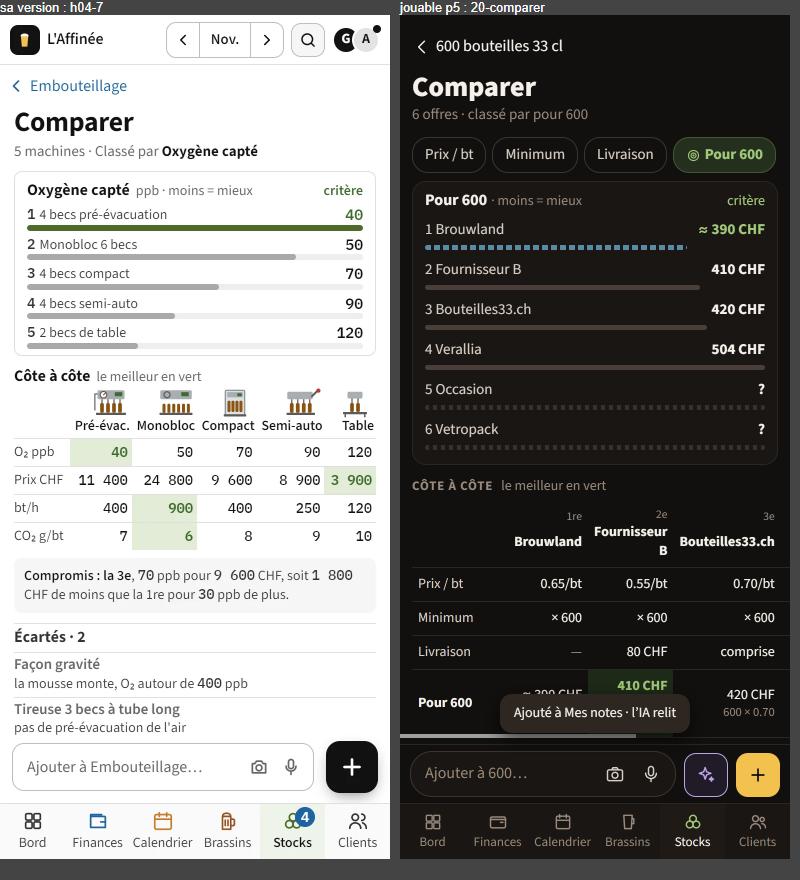 sa version : h04-7
L'Affinée
Nov.
G
A
Embouteillage
Comparer
5 machines · Classé par Oxygène capté
Oxygène capté ppb · moins = mieux critère
1 4 becs pré-évacuation 40
2 Monobloc 6 becs 50
3 4 becs compact 70
4 4 becs semi-auto 90
5 2 becs de table 120
Côte à côte le meilleur en vert
Pré-évac. Monobloc Compact Semi-auto Table
O₂ ppb 40 50 70 90 120
Prix CHF 11 400 24 800 9 600 8 900 3 900
bt/h 400 900 400 250 120
CO₂ g/bt 7 6 8 9 10
Compromis : la 3e, 70 ppb pour 9 600 CHF, soit 1 800
CHF de moins que la 1re pour 30 ppb de plus.
Écartés · 2
Façon gravité
la mousse monte, O₂ autour de 400 ppb
Tireuse 3 becs à tube long
pas de pré-évacuation de l'air
Ajouter à Embouteillage…
4
Bord Finances Calendrier Brassins Stocks Clients
jouable p5 : 20-comparer
600 bouteilles 33 cl
Comparer
6 offres · classé par pour 600
Prix / bt Minimum Livraison Pour 600
Pour 600 · moins = mieux critère
1 Brouwland ≈ 390 CHF
2 Fournisseur B 410 CHF
3 Bouteilles33.ch 420 CHF
4 Verallia 504 CHF
5 Occasion ?
6 Vetropack ?
CÔTE À CÔTE le meilleur en vert
1re 2e 3e
Brouwland Fournisseur B Bouteilles33.ch
Prix / bt 0.65/bt 0.55/bt 0.70/bt
Minimum × 600 × 600 × 600
Livraison — 80 CHF comprise
Pour 600 ≈ 390 CHF 410 CHF 420 CHF
600 × 0.70
Ajouté à Mes notes · l'IA relit
Ajouter à 600…
Bord Finances Calendrier Brassins Stocks Clients